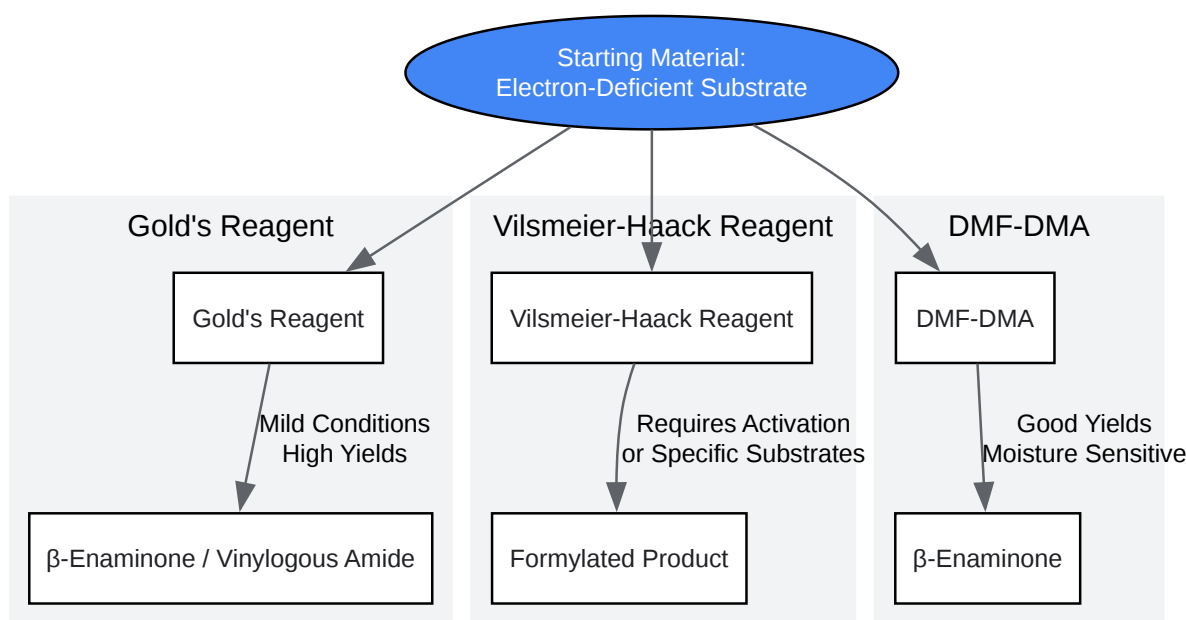 Starting Material:
Electron-Deficient Substrate
Gold's Reagent
Vilsmeier-Haack Reagent
DMF-DMA
Gold's Reagent
Vilsmeier-Haack Reagent
DMF-DMA
Mild Conditions
High Yields
Requires Activation
or Specific Substrates
Good Yields
Moisture Sensitive
β-Enaminone / Vinylogous Amide
Formylated Product
β-Enaminone